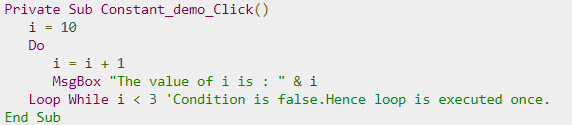 Private Sub Constant_demo_Click()
   i = 10
   Do
      i = i + 1
      MsgBox "The value of i is : " & i
   Loop While i < 3 'Condition is false.Hence loop is executed once.
End Sub